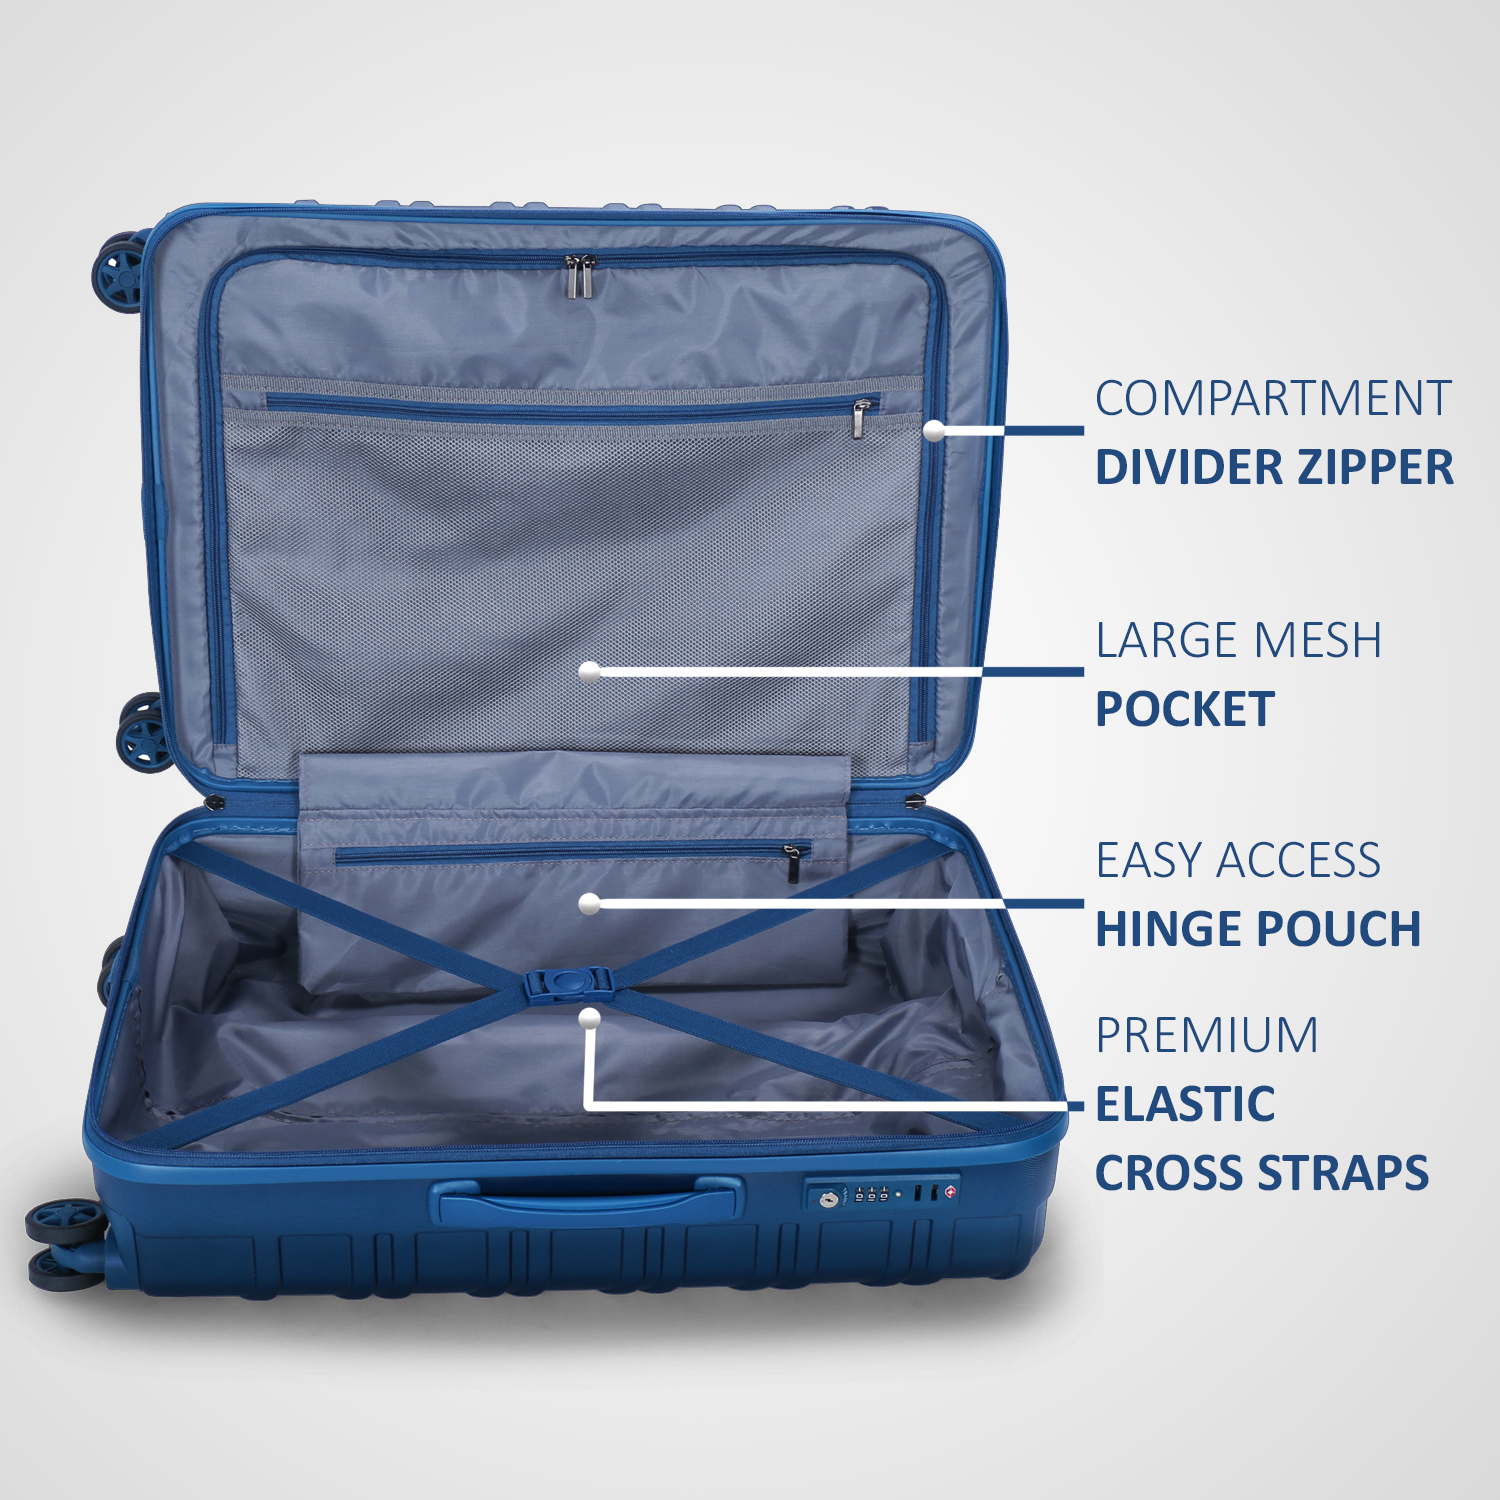 COMPARTMENT
DIVIDER ZIPPER
LARGE MESH
POCKET
EASY ACCESS
HINGE POUCH
PREMIUM
ELASTIC
CROSS STRAPS